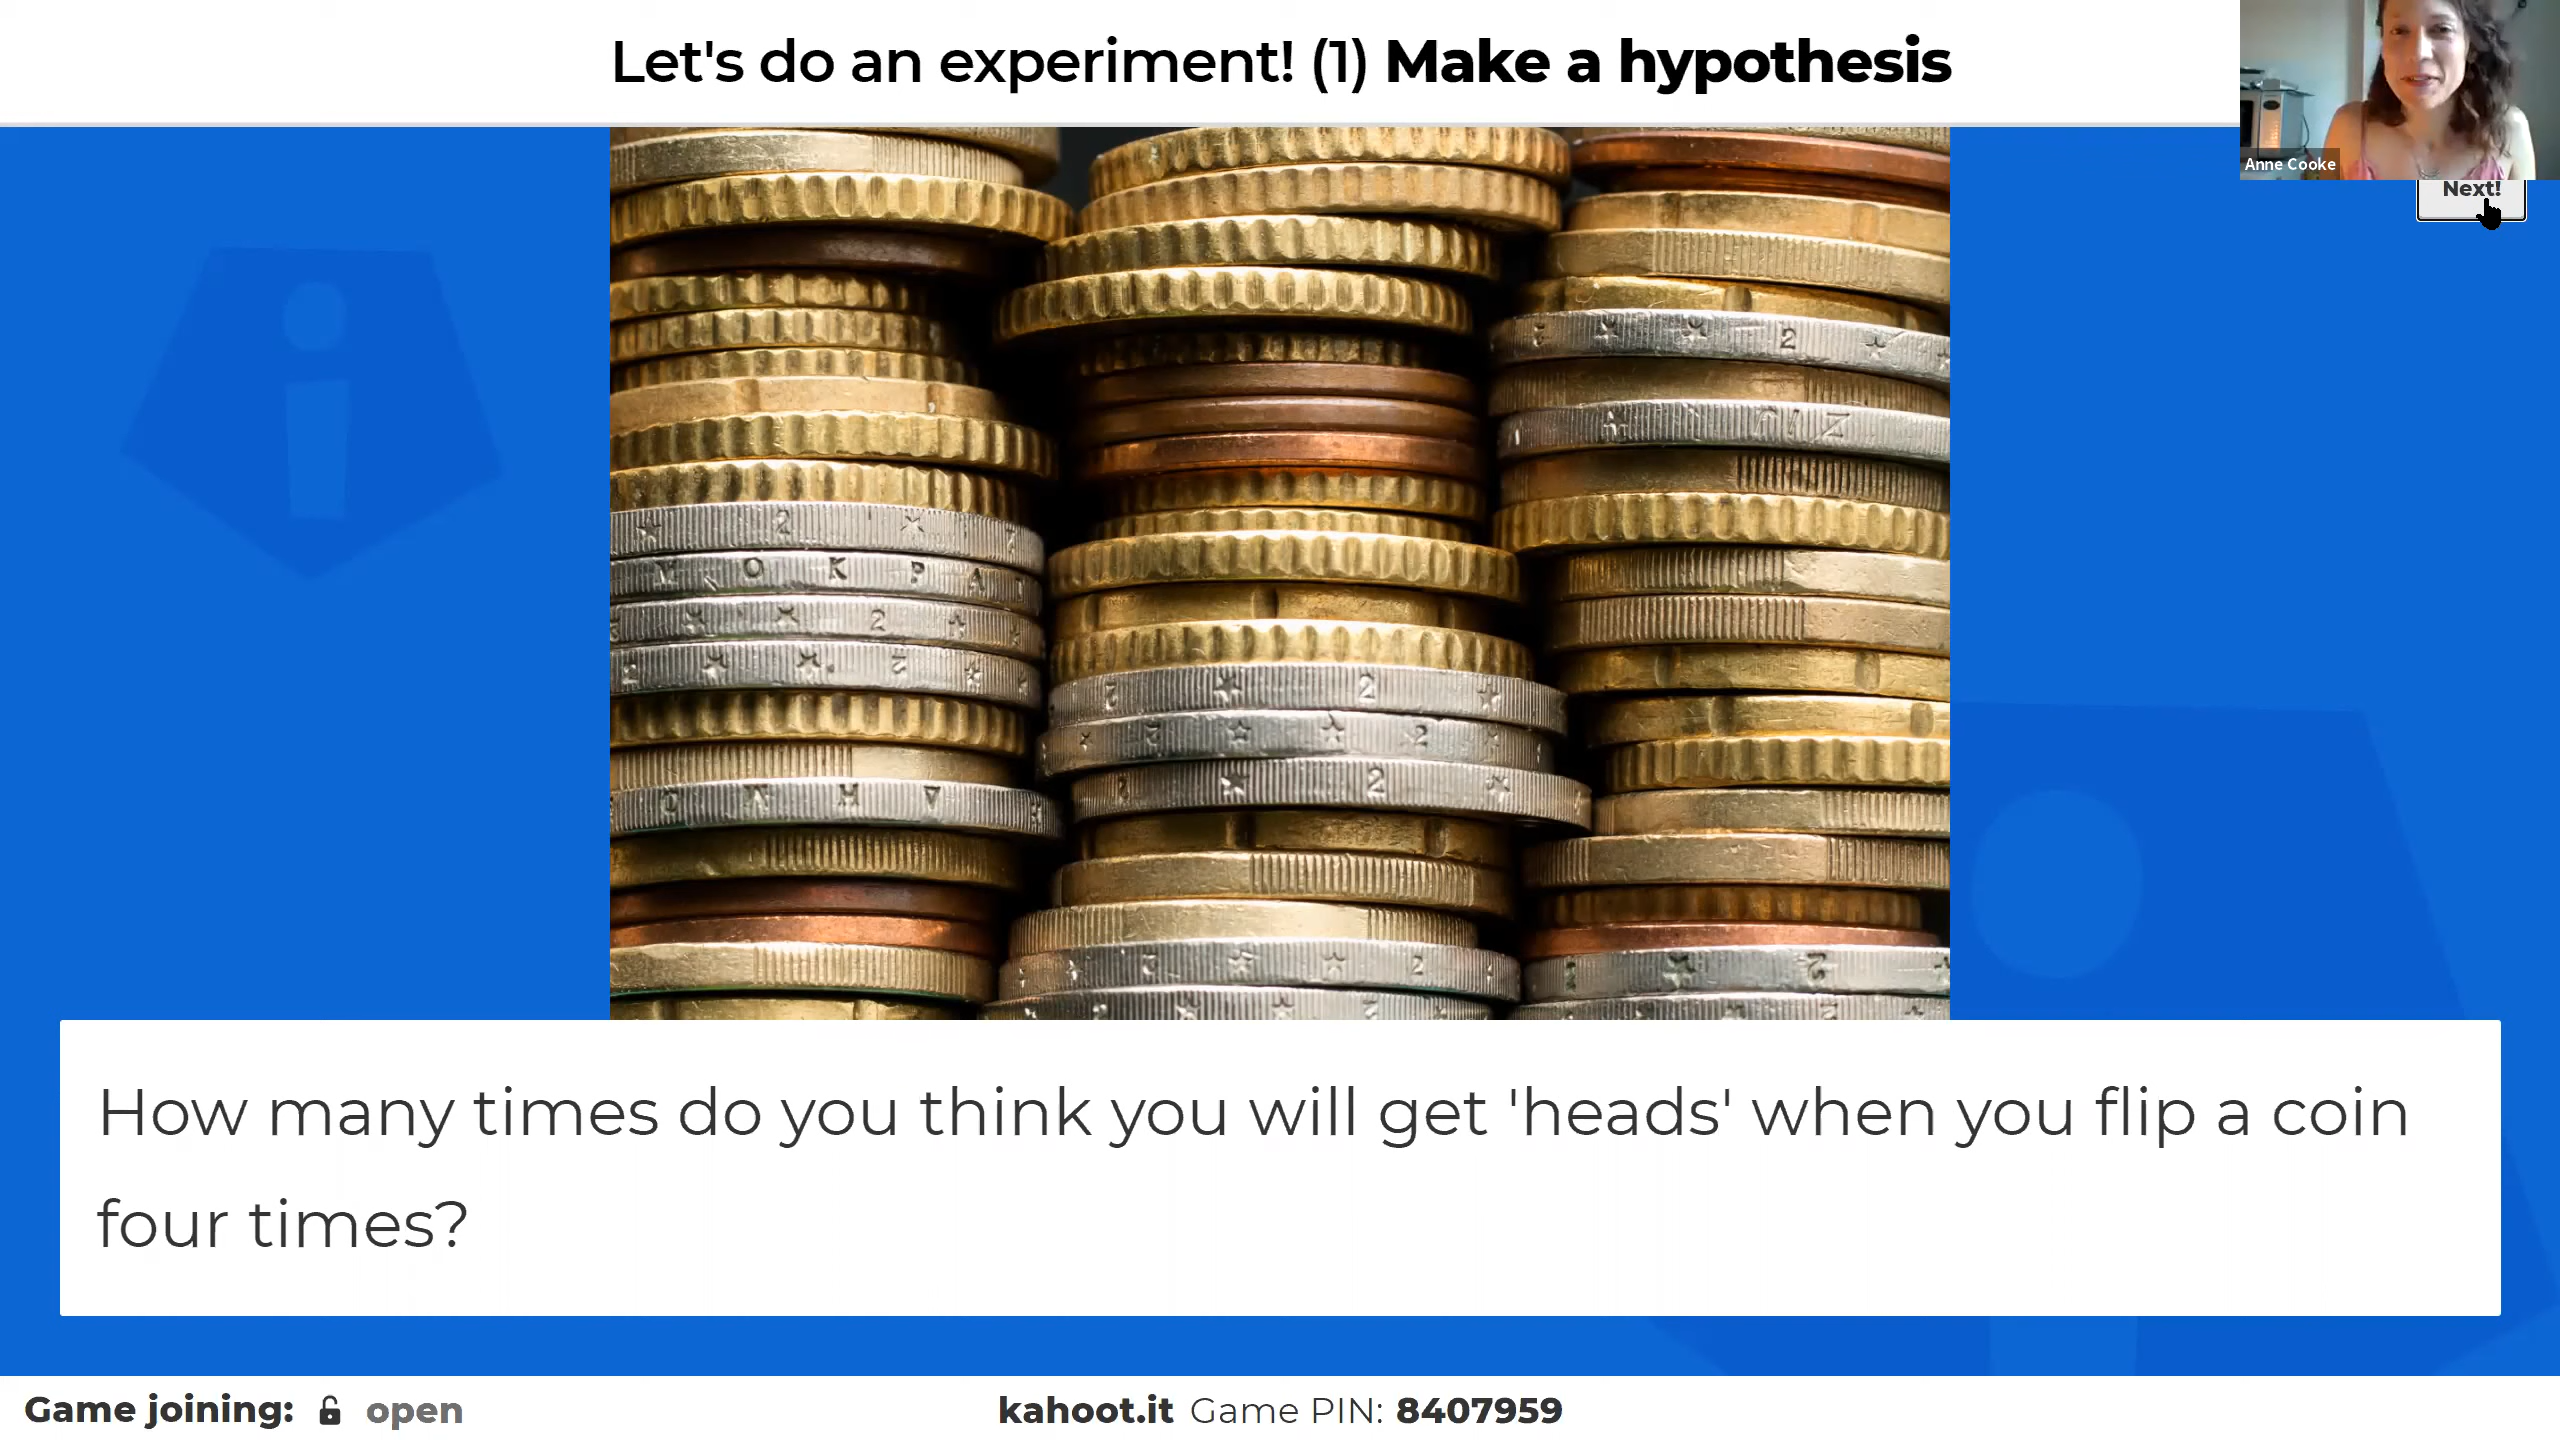 Let's do an experiment! (1) Make a hypothesis
Anne Cooke
Next!
How many times do you think you will get 'heads' when you flip a coin
four times?
Game joining: open
kahoot.it Game PIN: 8407959